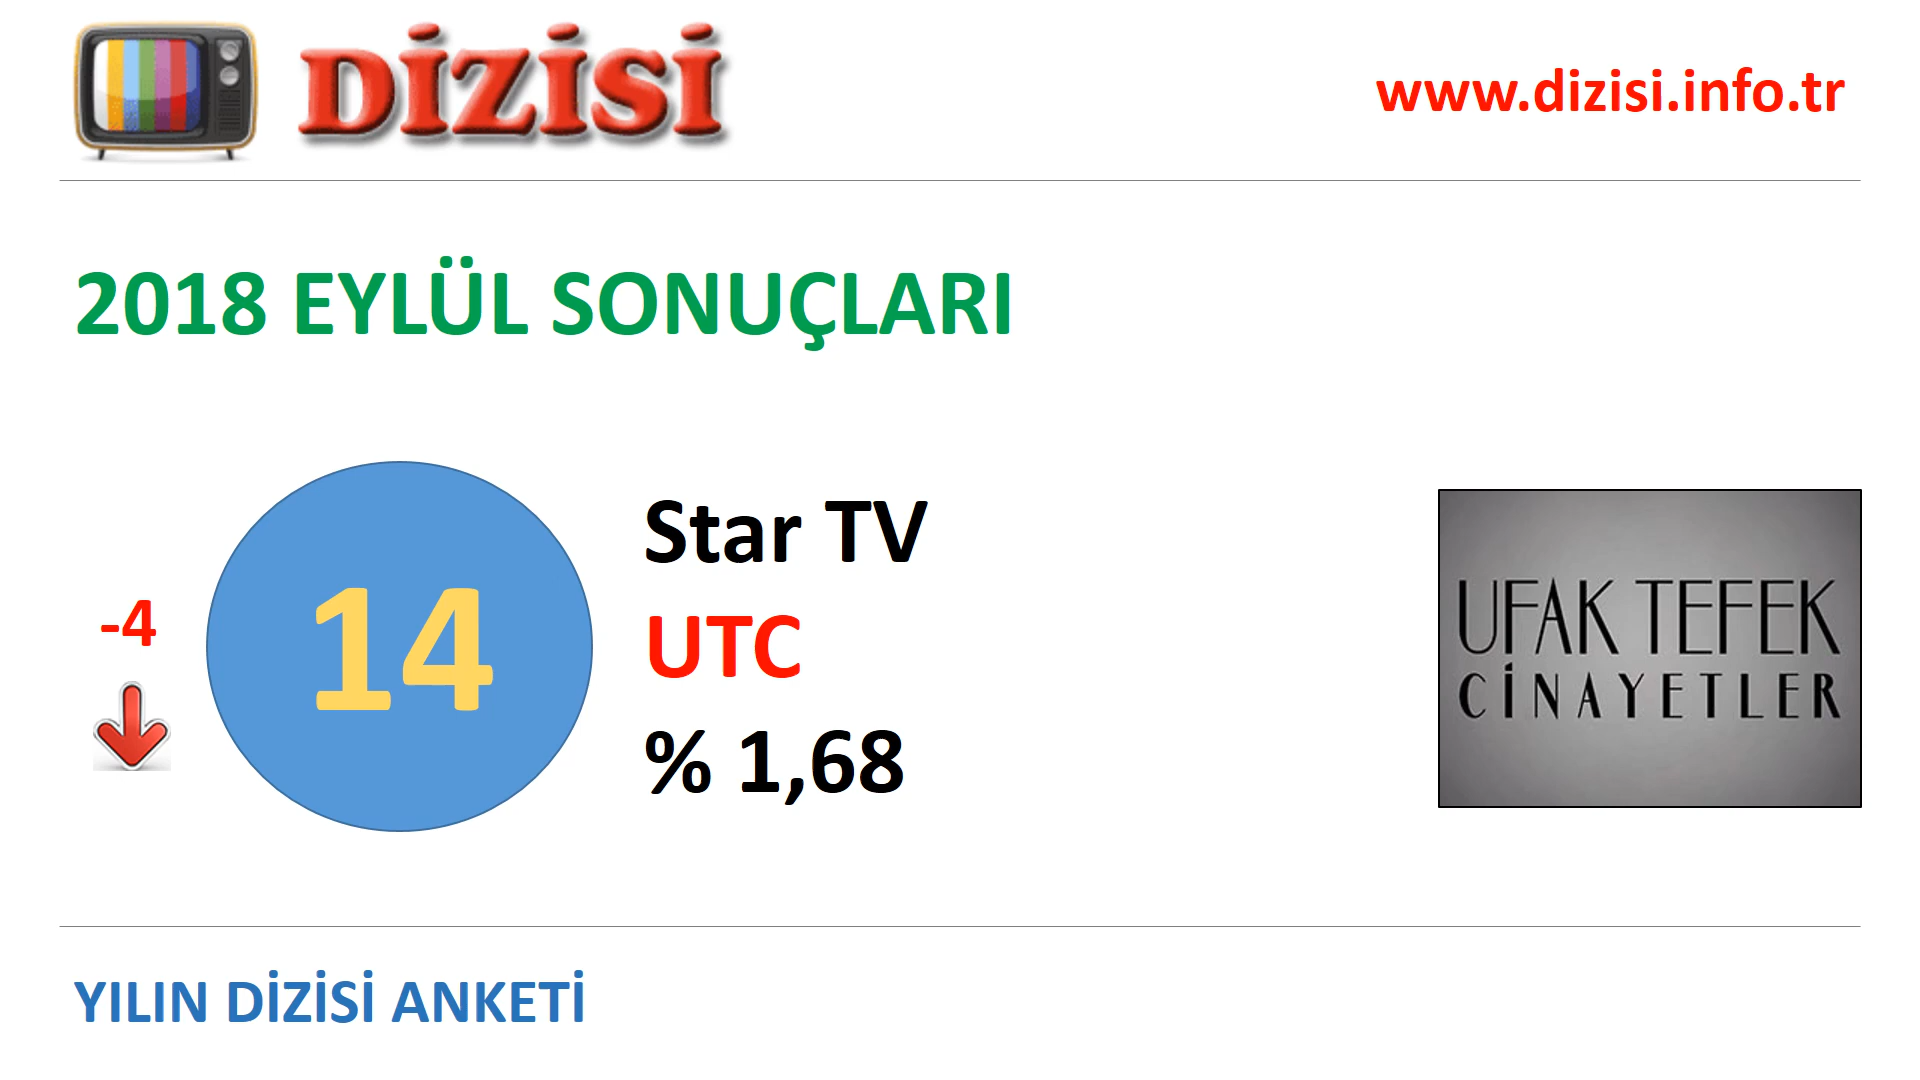 DİZİSİ
www.dizisi.info.tr
2018 EYLÜL SONUÇLARI
-4
14
Star TV
UTC
% 1,68
UFAK TEFEK
CİNAYETLER
YILIN DİZİSİ ANKETİ